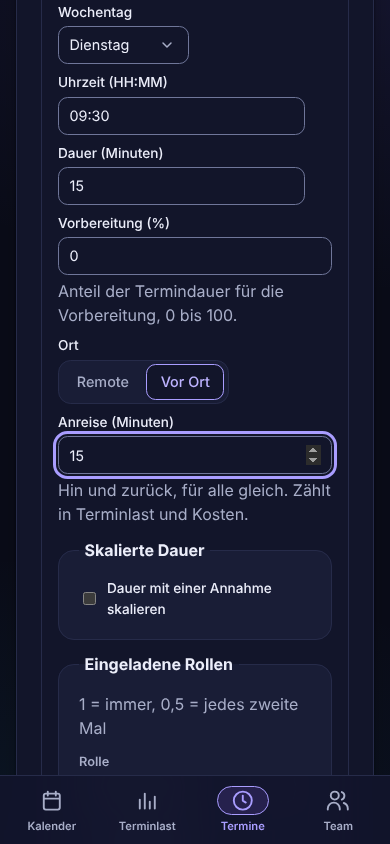 Wochentag
Dienstag
Uhrzeit (HH:MM)
09:30
Dauer (Minuten)
15
Vorbereitung (%)
0
Anteil der Termindauer für die
Vorbereitung, 0 bis 100.
Ort
Remote Vor Ort
Anreise (Minuten)
15
Hin und zurück, für alle gleich. Zählt
in Terminlast und Kosten.
Skalierte Dauer
Dauer mit einer Annahme
skalieren
Eingeladene Rollen
1 = immer, 0,5 = jedes zweite
Mal
Rolle
Kalender Terminlast Termine Team